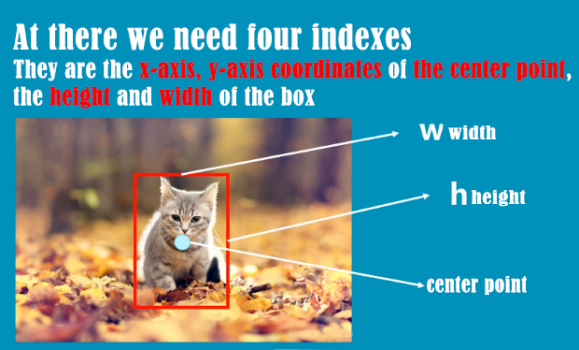 At there we need four indexes
They are the x-axis, y-axis coordinates of the center point,
the height and width of the box
w width
h height
center point